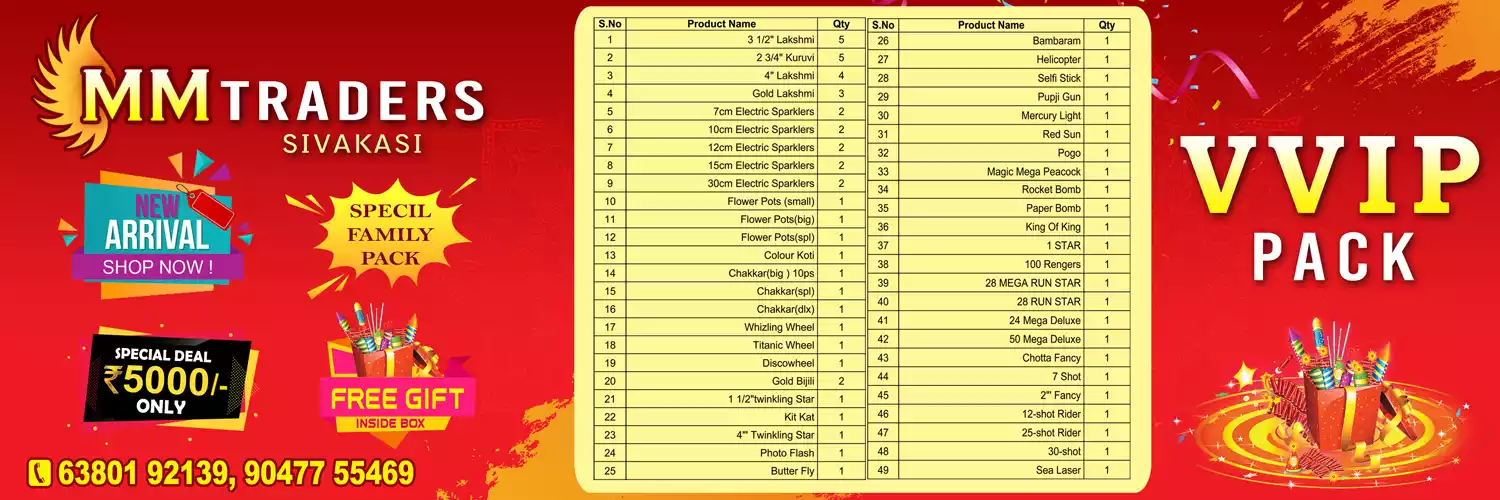 MM TRADERS
SIVAKASI
NEW
ARRIVAL
SHOP NOW !
SPECIL
FAMILY
PACK
SPECIAL DEAL
₹5000/-
ONLY
FREE GIFT
INSIDE BOX
63801 92139, 90477 55469
S.No Product Name Qty
1 3 1/2" Lakshmi 5
2 2 3/4" Kuruvi 5
3 4" Lakshmi 4
4 Gold Lakshmi 3
5 7cm Electric Sparklers 2
6 10cm Electric Sparklers 2
7 12cm Electric Sparklers 2
8 15cm Electric Sparklers 2
9 30cm Electric Sparklers 2
10 Flower Pots (small) 1
11 Flower Pots(big) 1
12 Flower Pots(spl) 1
13 Colour Koti 1
14 Chakkar(big ) 10ps 1
15 Chakkar(spl) 1
16 Chakkar(dlx) 1
17 Whizling Wheel 1
18 Titanic Wheel 1
19 Discowheel 1
20 Gold Bijili 2
21 1 1/2"twinkling Star 1
22 Kit Kat 1
23 4"' Twinkling Star 1
24 Photo Flash 1
25 Butter Fly 1
S.No Product Name Qty
26 Bambaram 1
27 Helicopter 1
28 Selfi Stick 1
29 Pupji Gun 1
30 Mercury Light 1
31 Red Sun 1
32 Pogo 1
33 Magic Mega Peacock 1
34 Rocket Bomb 1
35 Paper Bomb 1
36 King Of King 1
37 1 STAR 1
38 100 Rengers 1
39 28 MEGA RUN STAR 1
40 28 RUN STAR 1
41 24 Mega Deluxe 1
42 50 Mega Deluxe 1
43 Chotta Fancy 1
44 7 Shot 1
45 2"' Fancy 1
46 12-shot Rider 1
47 25-shot Rider 1
48 30-shot 1
49 Sea Laser 1
VVIP
PACK